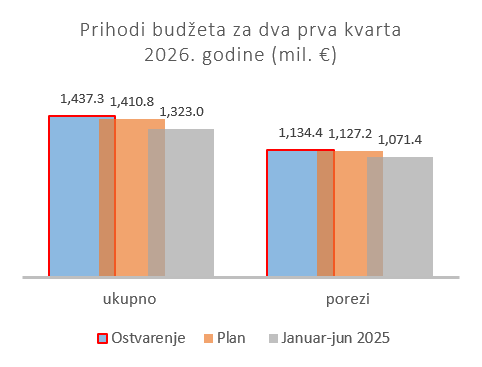 Prihodi budžeta za dva prva kvarta
2026. godine (mil. €)
1,437.3 1,410.8 1,323.0
1,134.4 1,127.2 1,071.4
ukupno porezi
Ostvarenje Plan Januar-jun 2025